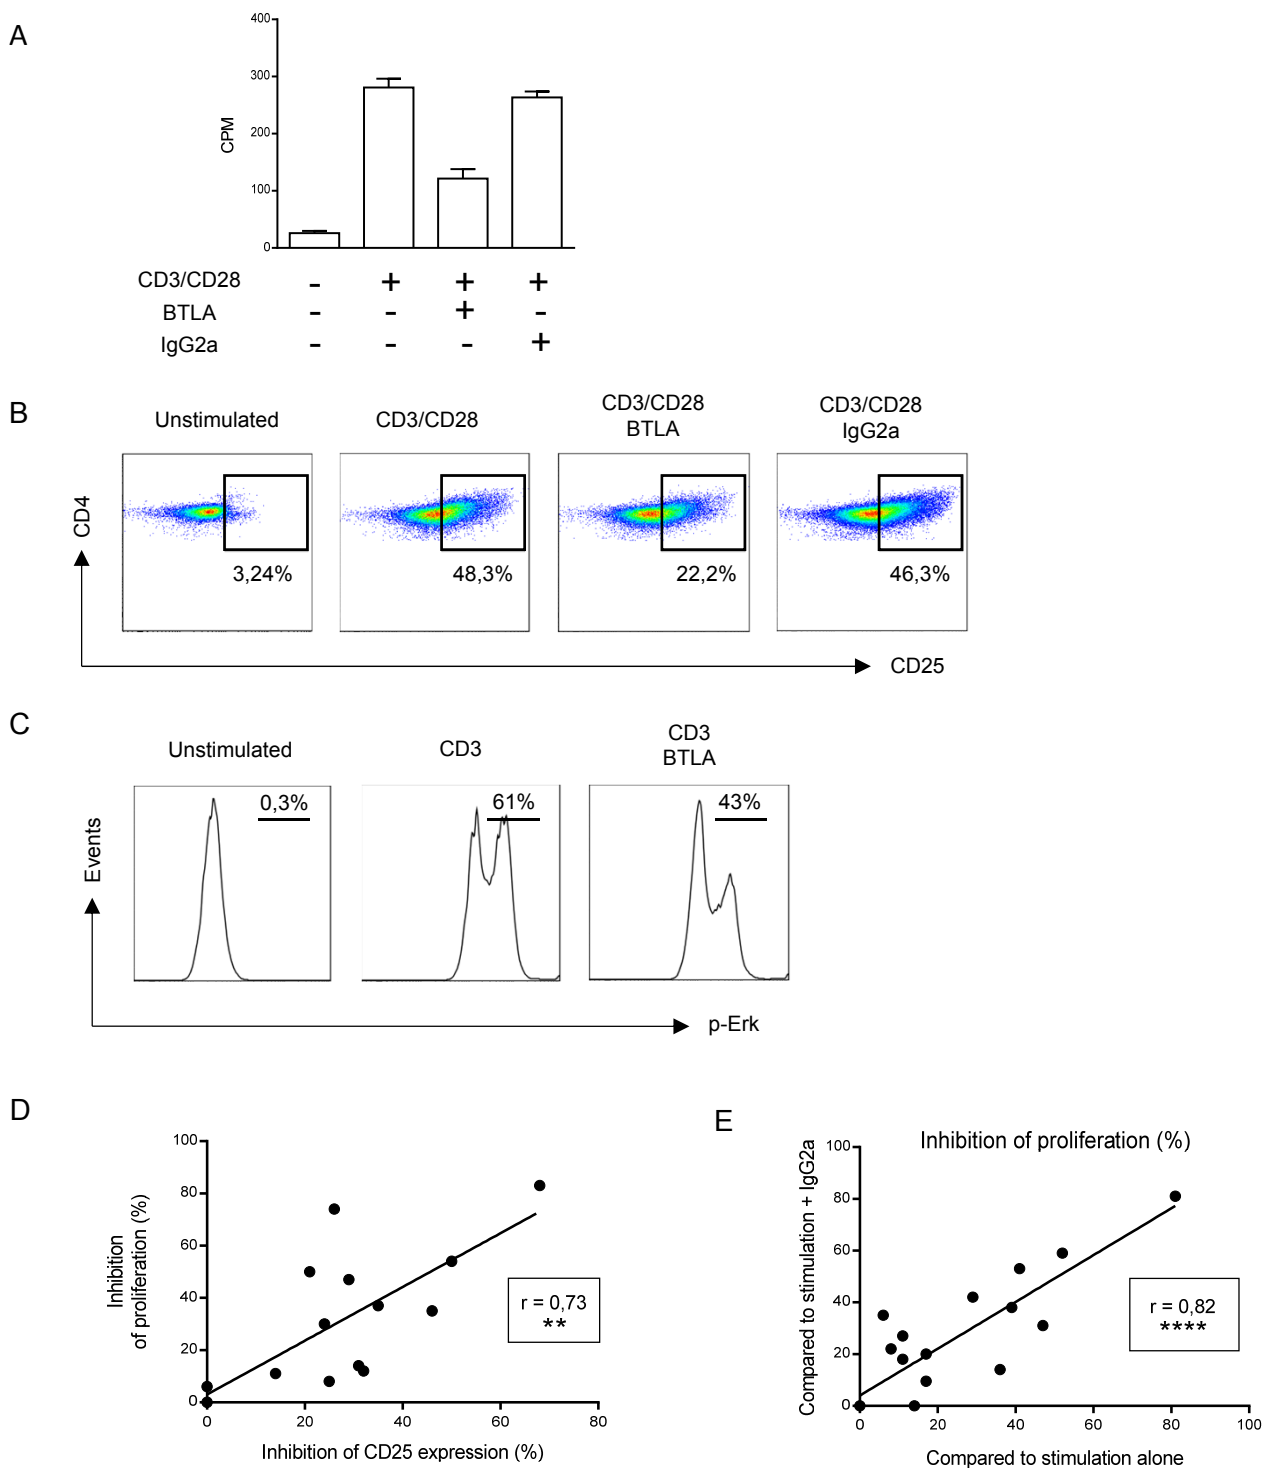 A
400
300
200
100
0
CPM
CD3/CD28 - + + +
BTLA - - + -
IgG2a - - - +
B
Unstimulated
CD3/CD28
CD3/CD28
BTLA
CD3/CD28
IgG2a
CD4
3,24%
48,3%
22,2%
46,3%
CD25
C
Unstimulated
CD3
CD3
BTLA
0,3%
61%
43%
Events
p-Erk
D
100
80
60
40
20
0
Inhibition
of proliferation (%)
r = 0,73
**
0 20 40 60 80
Inhibition of CD25 expression (%)
E
Inhibition of proliferation (%)
100
80
60
40
20
0
Compared to stimulation + IgG2a
r = 0,82
****
0 20 40 60 80 100
Compared to stimulation alone